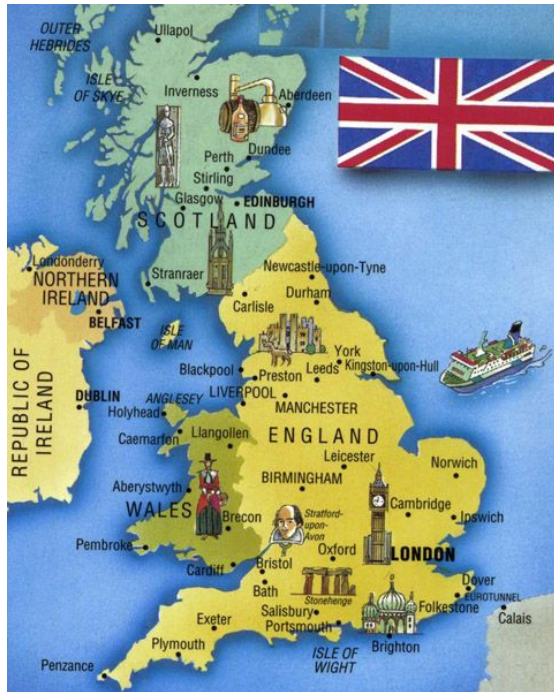 OUTER
HEBRIDES
Ullapol
ISLE
OF SKYE
Inverness
Aberdeen
Dundee
Perth
Stirling
Glasgow
EDINBURGH
SCOTLAND
Londonderry
NORTHERN
IRELAND
BELFAST
Stranraer
Newcastle-upon-Tyne
Carlisle
Durham
ISLE
OF MAN
REPUBLIC OF
IRELAND
DUBLIN
Blackpool
York
Preston
Leeds
Kingston-upon-Hull
LIVERPOOL
MANCHESTER
ANGLESEY
Holyhead
Caernarfon
Llangollen
ENGLAND
Leicester
Norwich
BIRMINGHAM
Aberystwyth
WALES
Cambridge
Ipswich
Brecon
Stratford-
upon-
Avon
Pembroke
Oxford
LONDON
Cardiff
Bristol
Bath
Stonehenge
Dover
EUROTUNNEL
Folkestone
Calais
Salisbury
Portsmouth
Exeter
Brighton
ISLE OF
WIGHT
Plymouth
Penzance